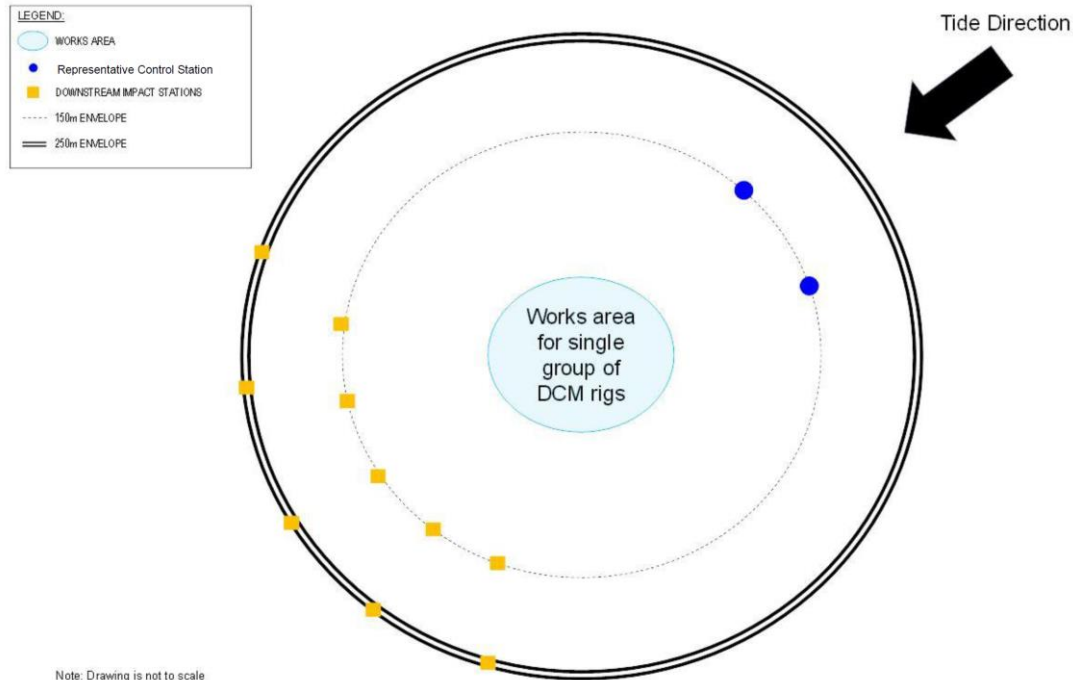 LEGEND:
WORKS AREA
Representative Control Station
DOWNSTREAM IMPACT STATIONS
150m ENVELOPE
250m ENVELOPE
Tide Direction
Works area
for single
group of
DCM rigs
Note: Drawing is not to scale